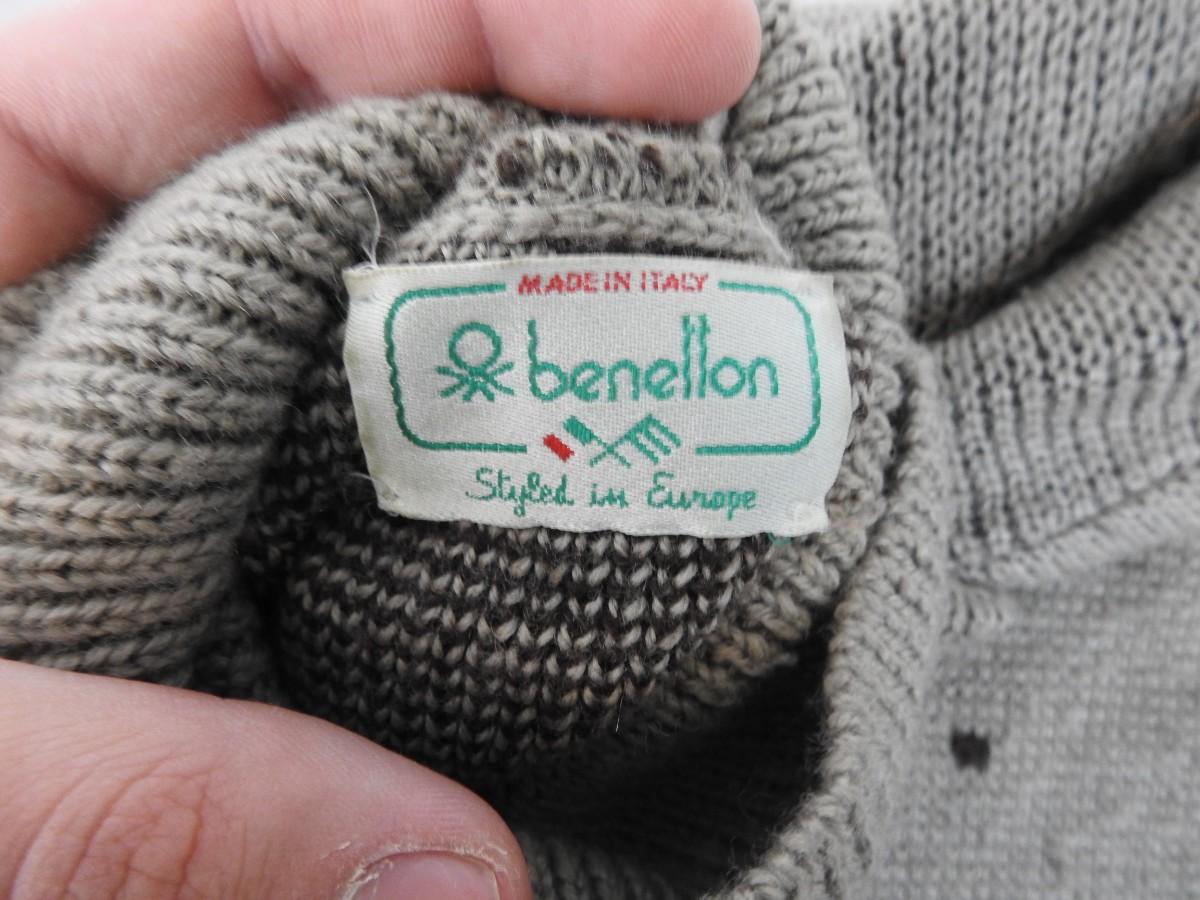 MADE IN ITALY
benetton
Styled in Europe